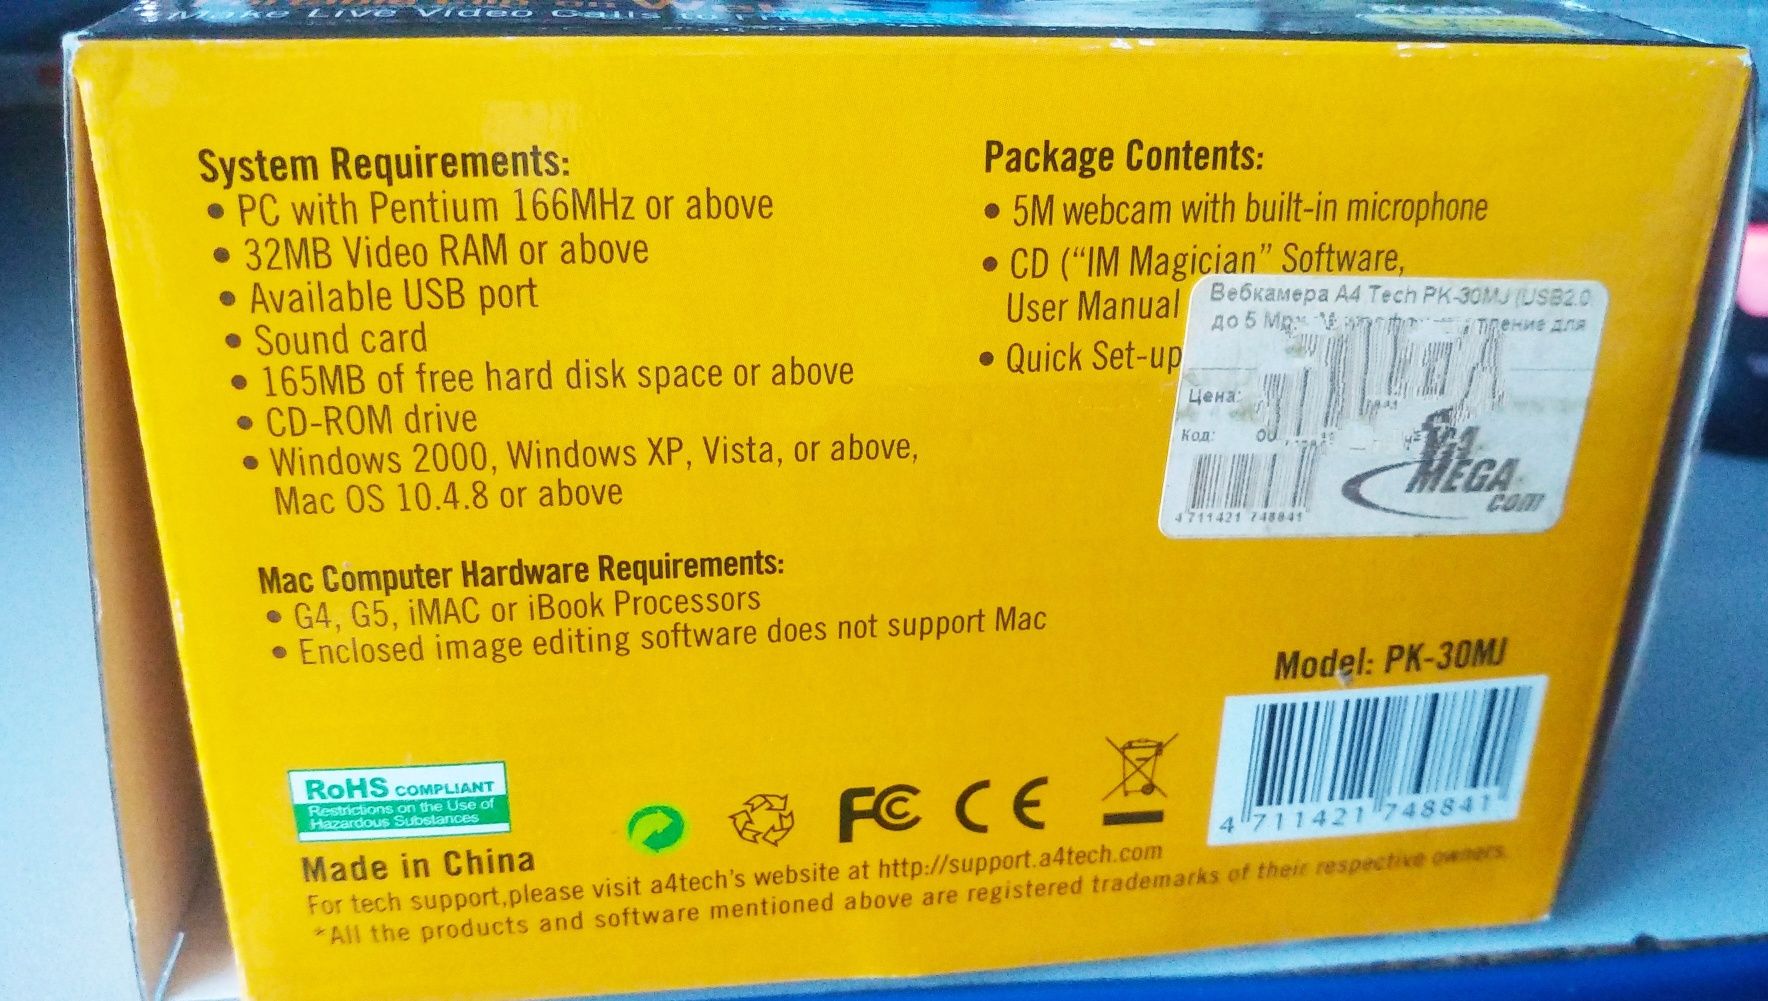 Make Live Video Calls to
System Requirements:
• PC with Pentium 166MHz or above
• 32MB Video RAM or above
• Available USB port
• Sound card
• 165MB of free hard disk space or above
• CD-ROM drive
• Windows 2000, Windows XP, Vista, or above,
Mac OS 10.4.8 or above
Mac Computer Hardware Requirements:
• G4, G5, iMAC or iBook Processors
• Enclosed image editing software does not support Mac
Package Contents:
• 5M webcam with built-in microphone
• CD (“IM Magician” Software,
User Manual
• Quick Set-up
Вебкамера A4 Tech PK-30MJ (USB2.0,
до 5 Мр
Цена:
Код:
MEGA
com
4 711421 748841
Model: PK-30MJ
4 711421 748841
RoHS COMPLIANT
Restrictions on the Use of
Hazardous Substances
FC CE
Made in China
For tech support,please visit a4tech's website at http://support.a4tech.com
*All the products and software mentioned above are registered trademarks of their respective owners.